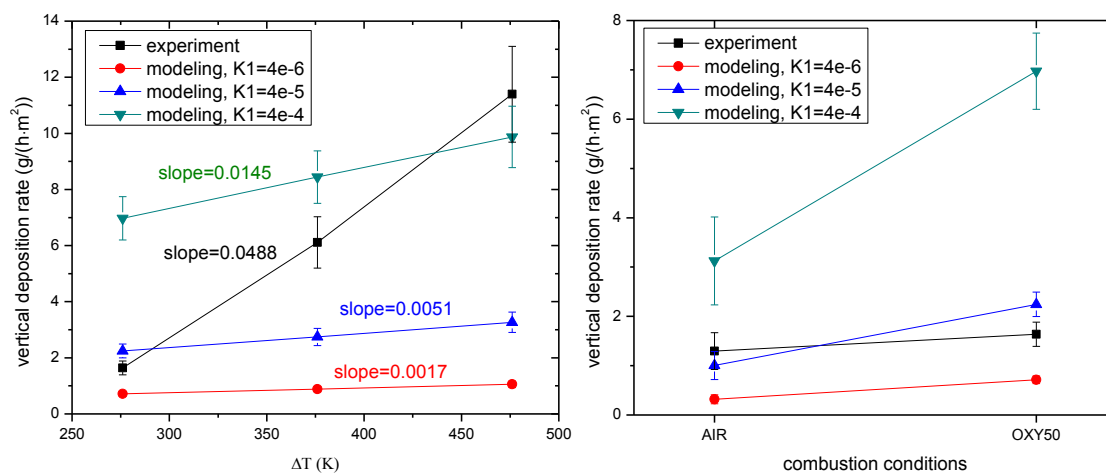 14
12
10
8
6
4
2
0
vertical deposition rate (g/(h·m²))
experiment
modeling, K1=4e-6
modeling, K1=4e-5
modeling, K1=4e-4
slope=0.0145
slope=0.0488
slope=0.0051
slope=0.0017
250 300 350 400 450 500
ΔT (K)
8
6
4
2
0
vertical deposition rate (g/(h·m²))
experiment
modeling, K1=4e-6
modeling, K1=4e-5
modeling, K1=4e-4
AIR OXY50
combustion conditions